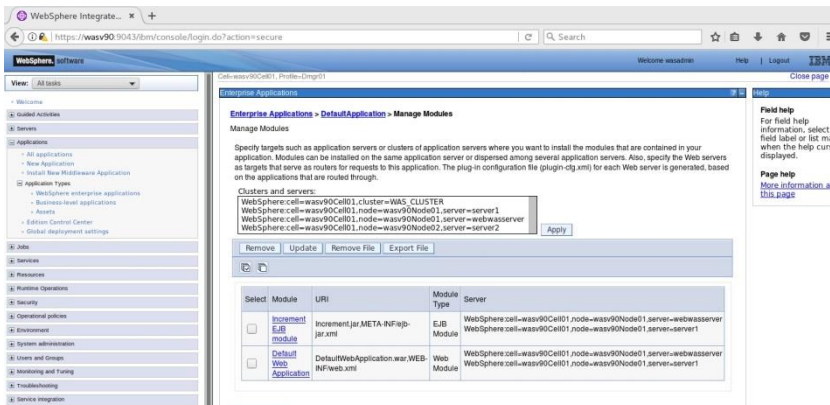 WebSphere Integrate...
https://wasv90:9043/ibm/console/login.do?action=secure
Search
WebSphere. software
Welcome wasadmin
Help | Logout
IBM
Cell=wasv90Cell01, Profile=Dmgr01
Close page
View: All tasks
Welcome
Guided Activities
Servers
Applications
All applications
New Application
Install New Middleware Application
Application Types
WebSphere enterprise applications
Business-level applications
Assets
Edition Control Center
Global deployment settings
Jobs
Services
Resources
Runtime Operations
Security
Operational policies
Environment
System administration
Users and Groups
Monitoring and Tuning
Troubleshooting
Service integration
Enterprise Applications
Enterprise Applications > DefaultApplication > Manage Modules
Manage Modules
Specify targets such as application servers or clusters of application servers where you want to install the modules that are contained in your
application. Modules can be installed on the same application server or dispersed among several application servers. Also, specify the Web servers
as targets that serve as routers for requests to this application. The plug-in configuration file (plugin-cfg.xml) for each Web server is generated, based
on the applications that are routed through.
Clusters and servers:
WebSphere:cell=wasv90Cell01,cluster=WAS_CLUSTER
WebSphere:cell=wasv90Cell01,node=wasv90Node01,server=server1
WebSphere:cell=wasv90Cell01,node=wasv90Node01,server=webwasserver
WebSphere:cell=wasv90Cell01,node=wasv90Node02,server=server2
Apply
Remove Update Remove File Export File
Select Module URI Module Type Server
Increment EJB module
Increment.jar,META-INF/ejb-jar.xml
EJB Module
WebSphere:cell=wasv90Cell01,node=wasv90Node01,server=webwasserver
WebSphere:cell=wasv90Cell01,node=wasv90Node01,server=server1
Default Web Application
DefaultWebApplication.war,WEB-INF/web.xml
Web Module
WebSphere:cell=wasv90Cell01,node=wasv90Node01,server=webwasserver
WebSphere:cell=wasv90Cell01,node=wasv90Node01,server=server1
Help
Field help
For field help
information, select
field label or list
when the help
displayed.
Page help
More information
this page